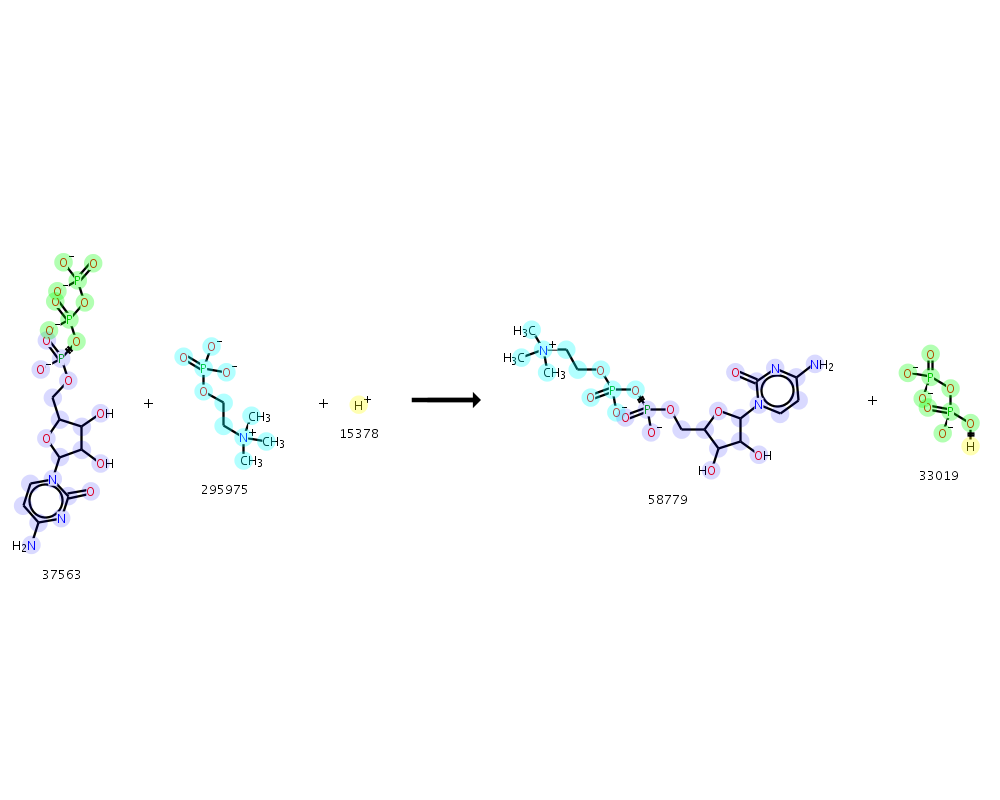 O⁻ O
P
O⁻
O O
P
O⁻ O
O P
O⁻
O
OH
O
OH
N
O
N
H₂N
37563
+
O⁻
O P O⁻
O
CH₃
N⁺ CH₃
CH₃
295975
+
H⁺
15378
H₃C
H₃C N⁺
CH₃
O
P O
O O⁻
O P O
O⁻
O
HO OH
N
O N NH₂
58779
+
O
O⁻ P
O⁻ O
O P O
O⁻ H
33019